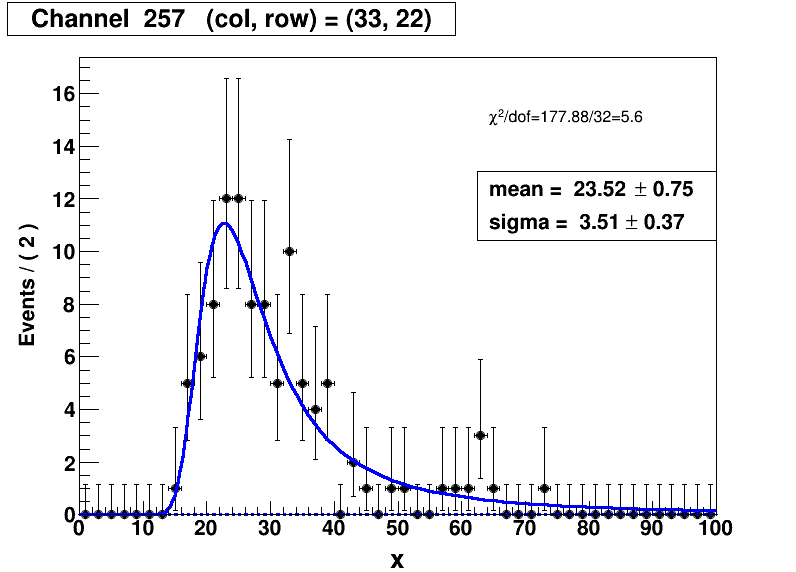 Channel 257 (col, row) = (33, 22)
χ²/dof=177.88/32=5.6
mean = 23.52 ± 0.75
sigma = 3.51 ± 0.37
Events / ( 2 )
16
14
12
10
8
6
4
2
0
0 10 20 30 40 50 60 70 80 90 100
x